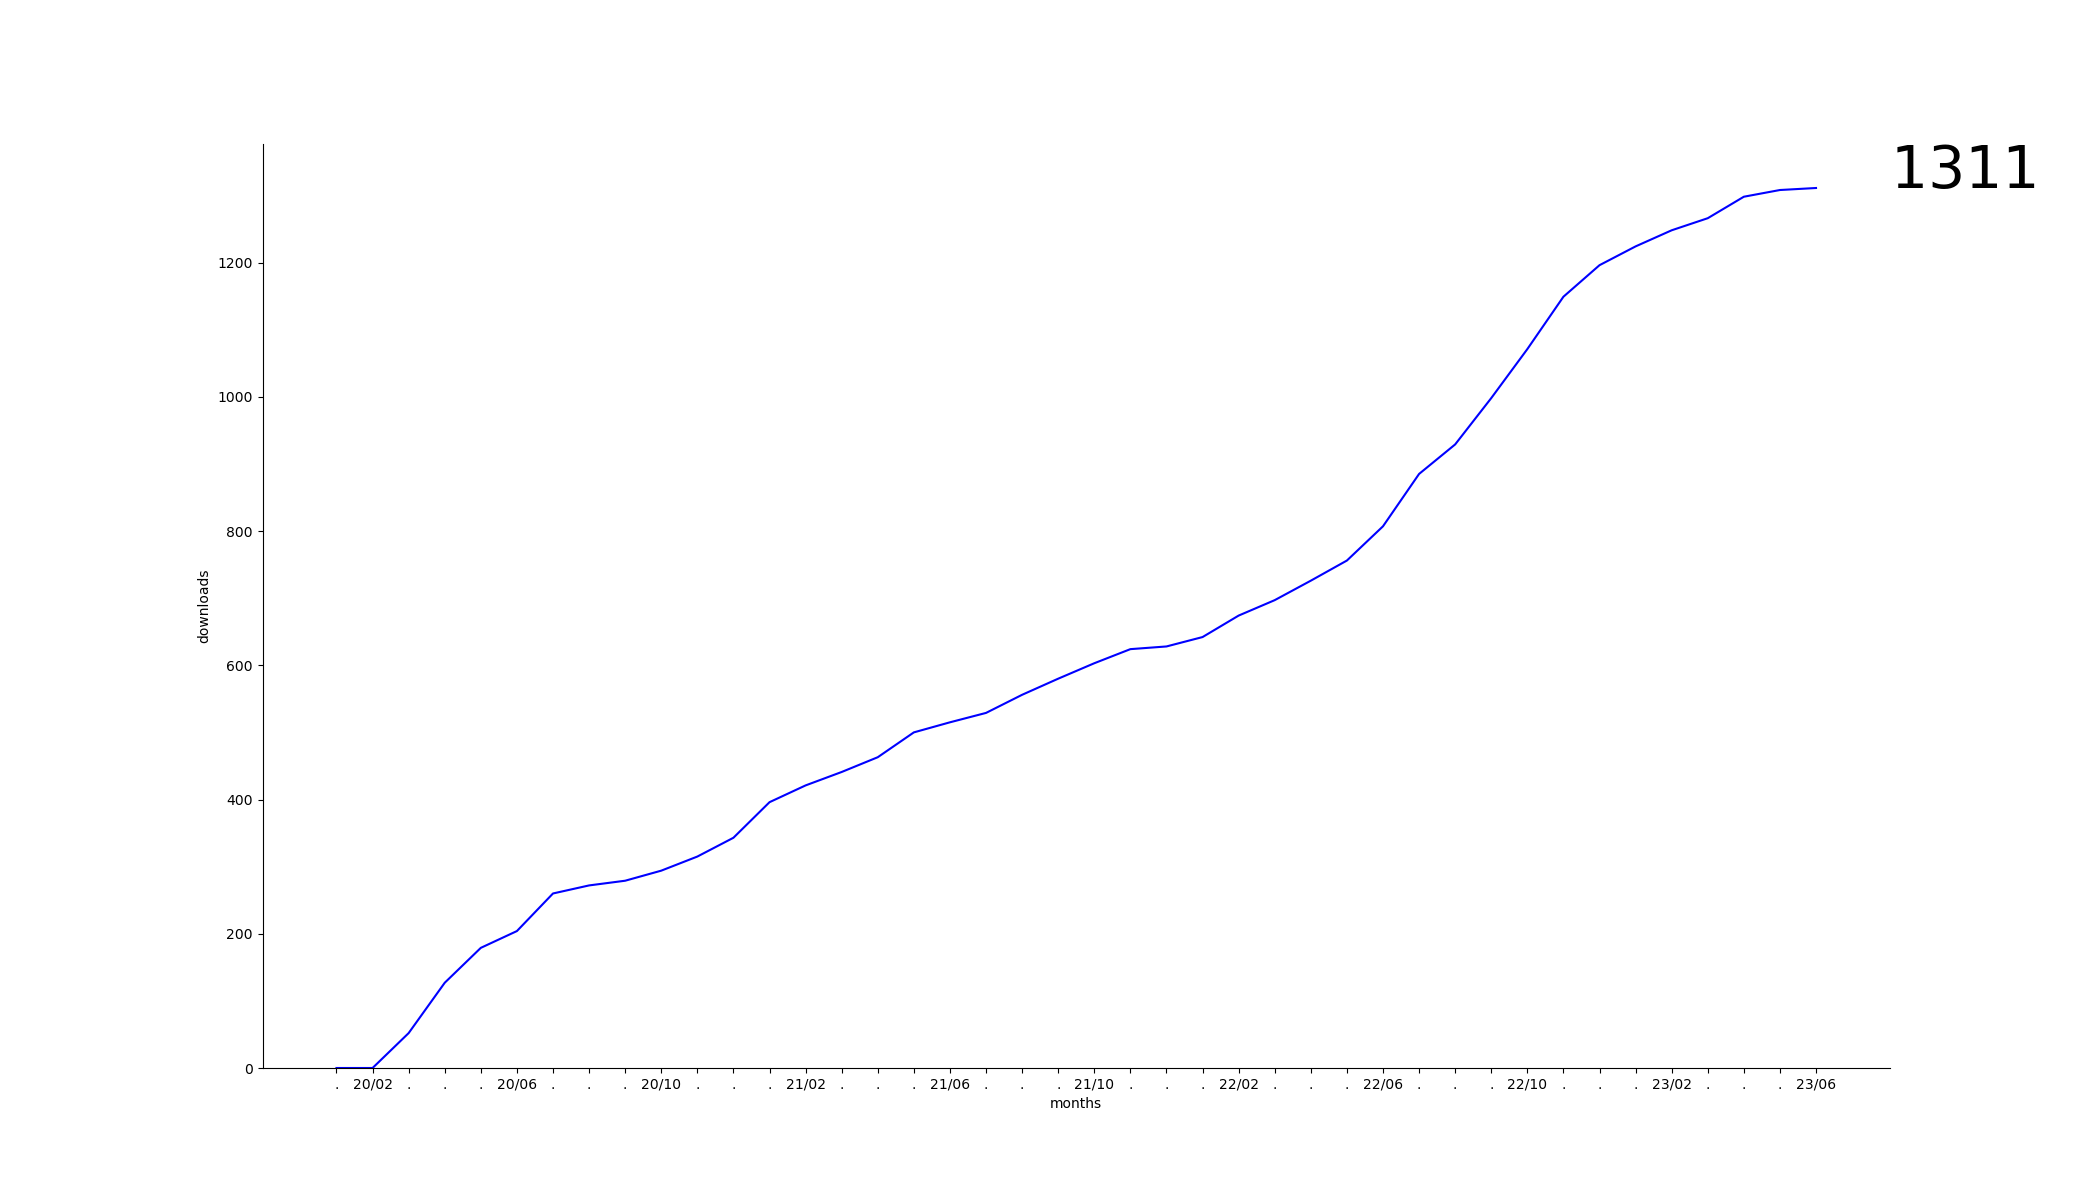 1311
1200
1000
800
600
400
200
0
downloads
. 20/02 . . . 20/06 . . . 20/10 . . . 21/02 . . . 21/06 . . . 21/10 . . . 22/02 . . . 22/06 . . . 22/10 . . . 23/02 . . . 23/06
months